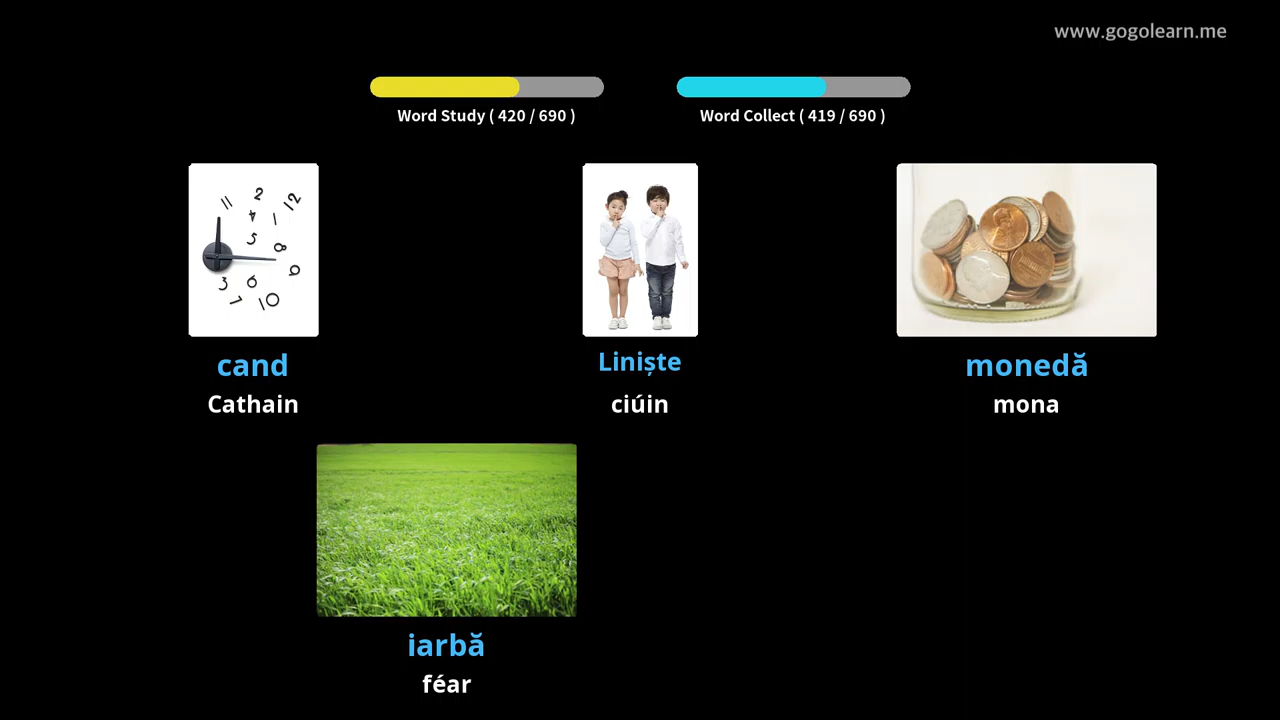 www.gogolearn.me
Word Study ( 420 / 690 )
Word Collect ( 419 / 690 )
cand
Cathain
Liniște
ciúin
monedă
mona
iarbă
féar